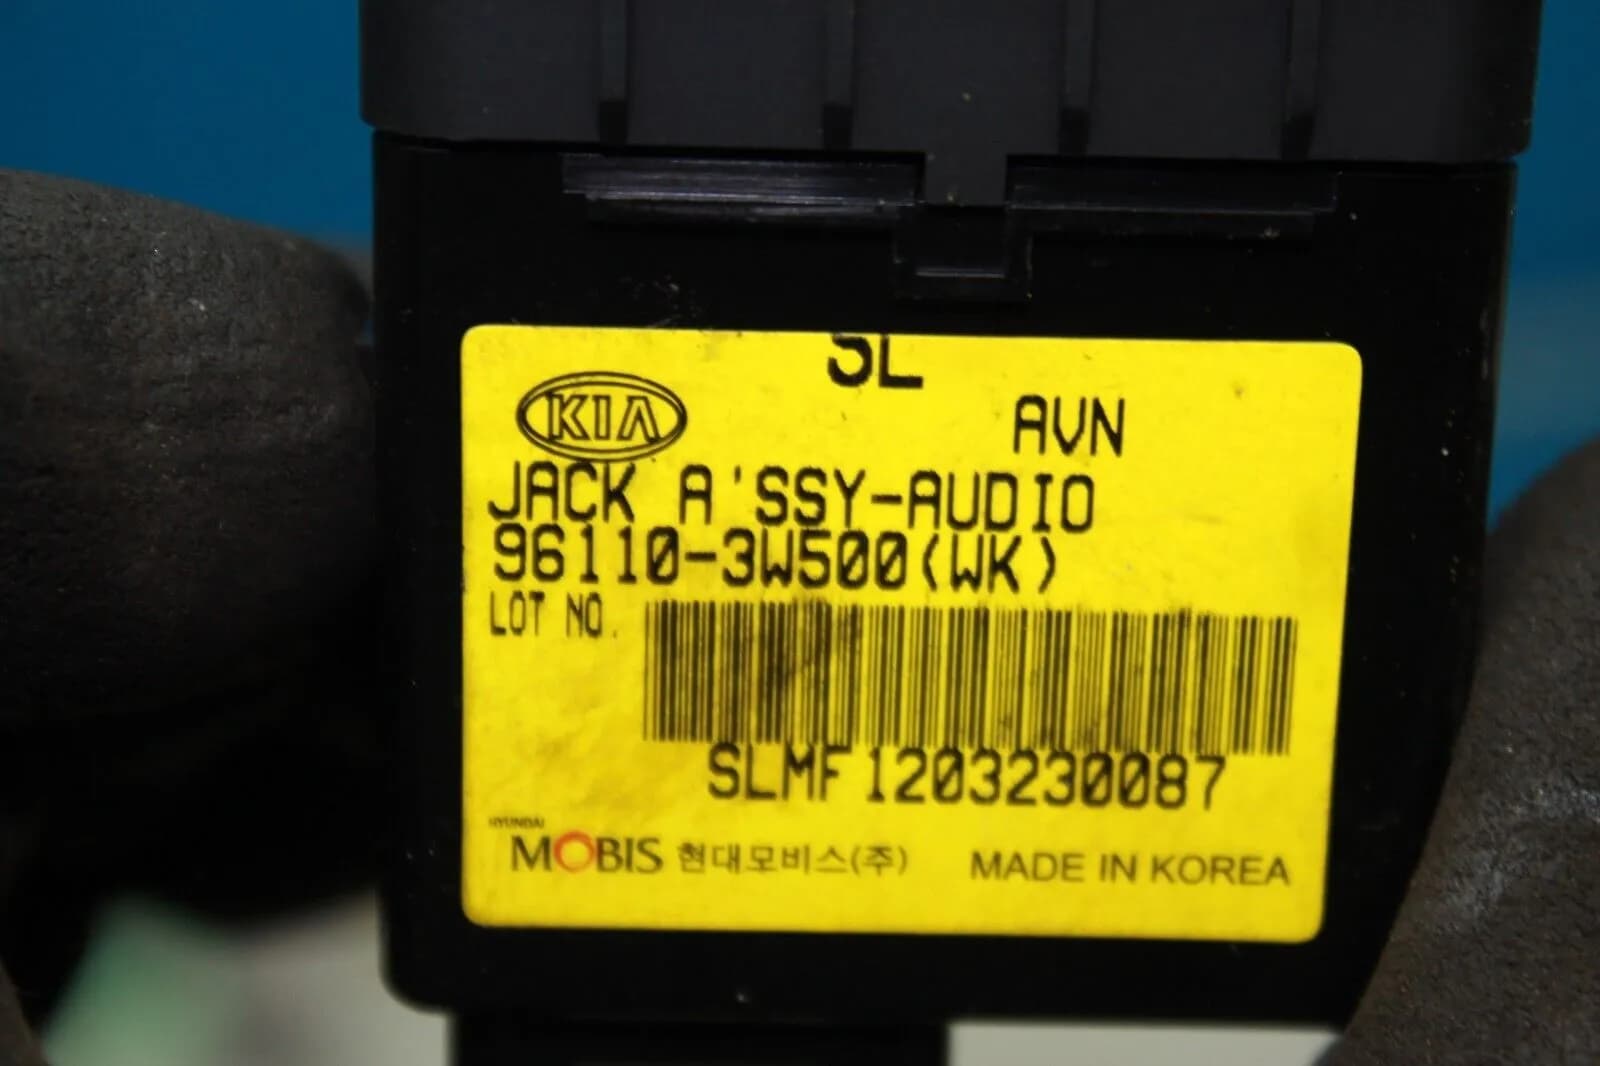 SL
KIA
AVN
JACK A'SSY-AUDIO
96110-3W500(WK)
LOT NO.
SLMF1203230087
HYUNDAI
MOBIS 현대모비스(주) MADE IN KOREA